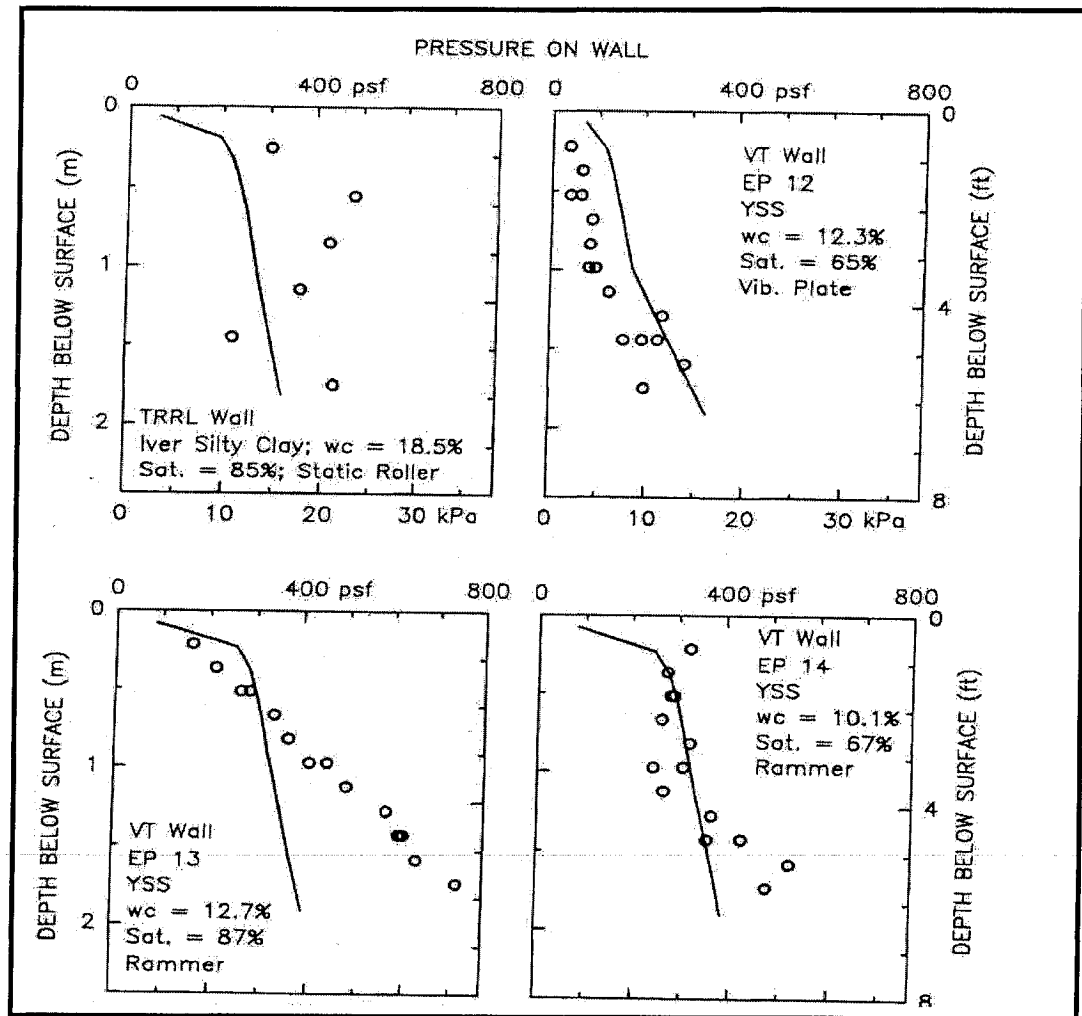 PRESSURE ON WALL
0 400 psf 800
0 400 psf 800
0
1
2
DEPTH BELOW SURFACE (m)
TRRL Wall
Iver Silty Clay; wc = 18.5%
Sat. = 85%; Static Roller
0 10 20 30 kPa
VT Wall
EP 12
YSS
wc = 12.3%
Sat. = 65%
Vib. Plate
0
4
8
DEPTH BELOW SURFACE (ft)
0 10 20 30 kPa
0 400 psf 800
0 400 psf 800
0
1
2
DEPTH BELOW SURFACE (m)
VT Wall
EP 13
YSS
wc = 12.7%
Sat. = 87%
Rammer
VT Wall
EP 14
YSS
wc = 10.1%
Sat. = 67%
Rammer
0
4
8
DEPTH BELOW SURFACE (ft)